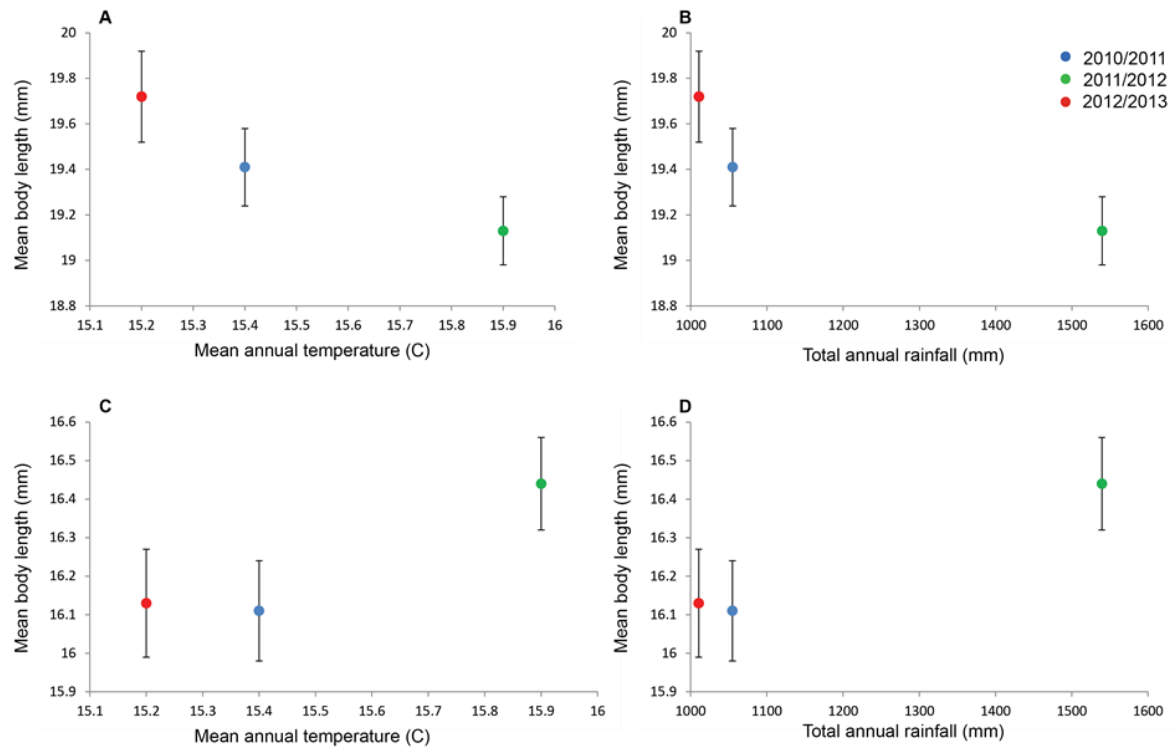 A
Mean body length (mm)
20
19.8
19.6
19.4
19.2
19
18.8
15.1 15.2 15.3 15.4 15.5 15.6 15.7 15.8 15.9 16
Mean annual temperature (C)
B
Mean body length (mm)
20
19.8
19.6
19.4
19.2
19
18.8
1000 1100 1200 1300 1400 1500 1600
Total annual rainfall (mm)
2010/2011
2011/2012
2012/2013
C
Mean body length (mm)
16.6
16.5
16.4
16.3
16.2
16.1
16
15.9
15.1 15.2 15.3 15.4 15.5 15.6 15.7 15.8 15.9 16
Mean annual temperature (C)
D
Mean body length (mm)
16.6
16.5
16.4
16.3
16.2
16.1
16
15.9
1000 1100 1200 1300 1400 1500 1600
Total annual rainfall (mm)